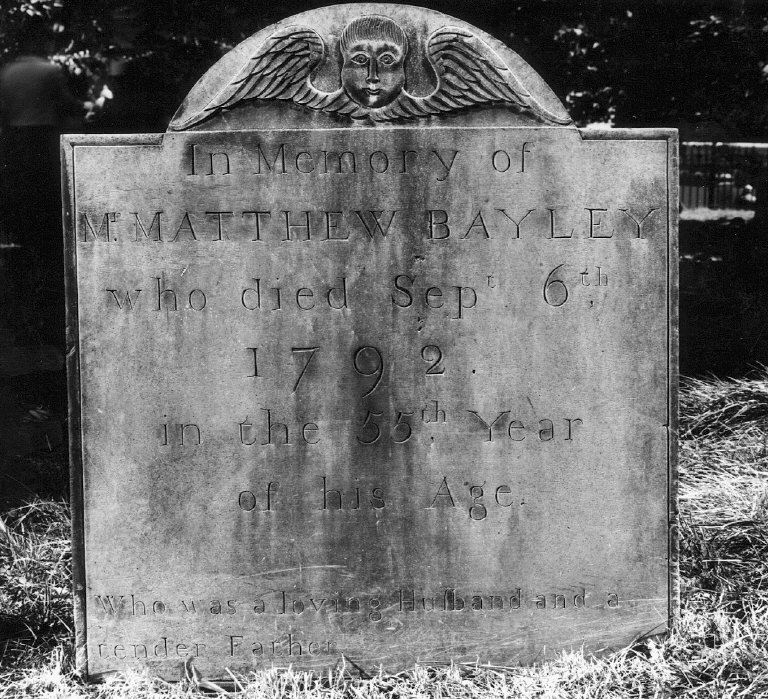 In Memory of
Mr. MATTHEW BAYLEY
who died Sept. 6th,
1792.
in the 55th. Year
of his Age.
Who was a loving Huſband and a
tender Father